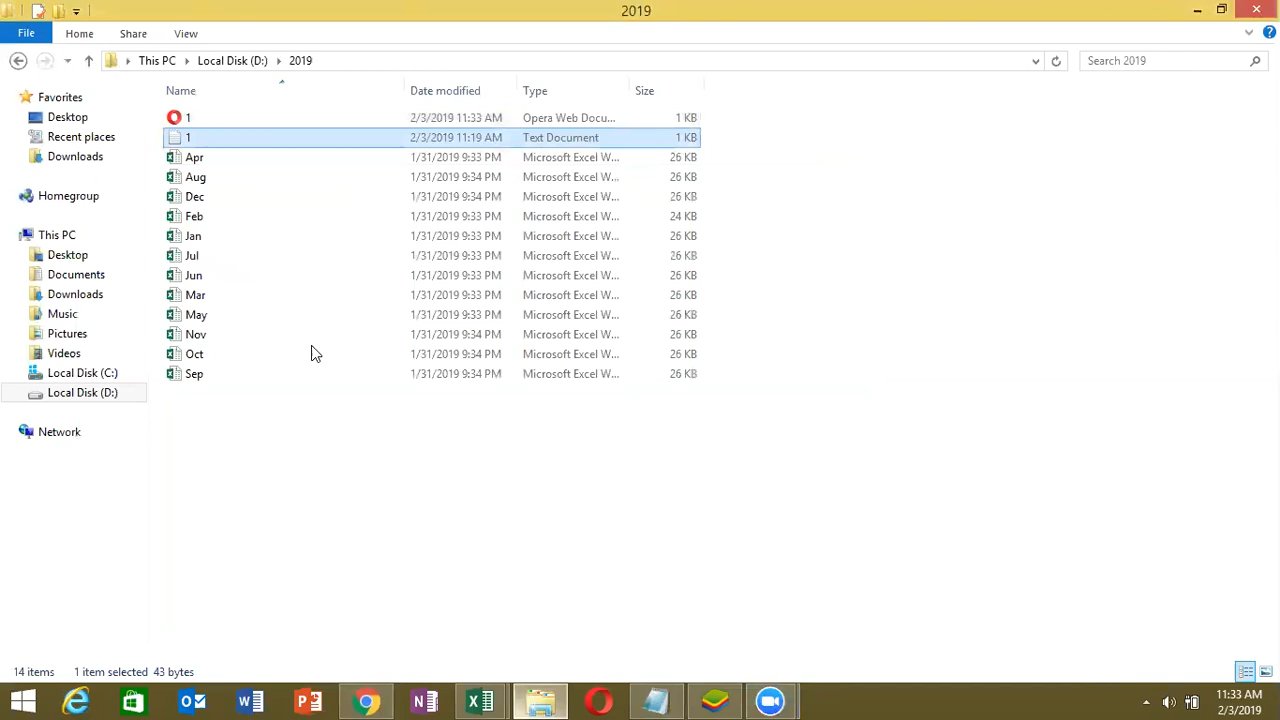 2019
File Home Share View
This PC Local Disk (D:) 2019 Search 2019
Name Date modified Type Size
Favorites
Desktop
Recent places
Downloads
Homegroup
This PC
Desktop
Documents
Downloads
Music
Pictures
Videos
Local Disk (C:)
Local Disk (D:)
Network
1 2/3/2019 11:33 AM Opera Web Docu... 1 KB
1 2/3/2019 11:19 AM Text Document 1 KB
Apr 1/31/2019 9:33 PM Microsoft Excel W... 26 KB
Aug 1/31/2019 9:34 PM Microsoft Excel W... 26 KB
Dec 1/31/2019 9:34 PM Microsoft Excel W... 26 KB
Feb 1/31/2019 9:33 PM Microsoft Excel W... 24 KB
Jan 1/31/2019 9:33 PM Microsoft Excel W... 26 KB
Jul 1/31/2019 9:33 PM Microsoft Excel W... 26 KB
Jun 1/31/2019 9:33 PM Microsoft Excel W... 26 KB
Mar 1/31/2019 9:33 PM Microsoft Excel W... 26 KB
May 1/31/2019 9:33 PM Microsoft Excel W... 26 KB
Nov 1/31/2019 9:34 PM Microsoft Excel W... 26 KB
Oct 1/31/2019 9:34 PM Microsoft Excel W... 26 KB
Sep 1/31/2019 9:34 PM Microsoft Excel W... 26 KB
14 items 1 item selected 43 bytes
11:33 AM
2/3/2019